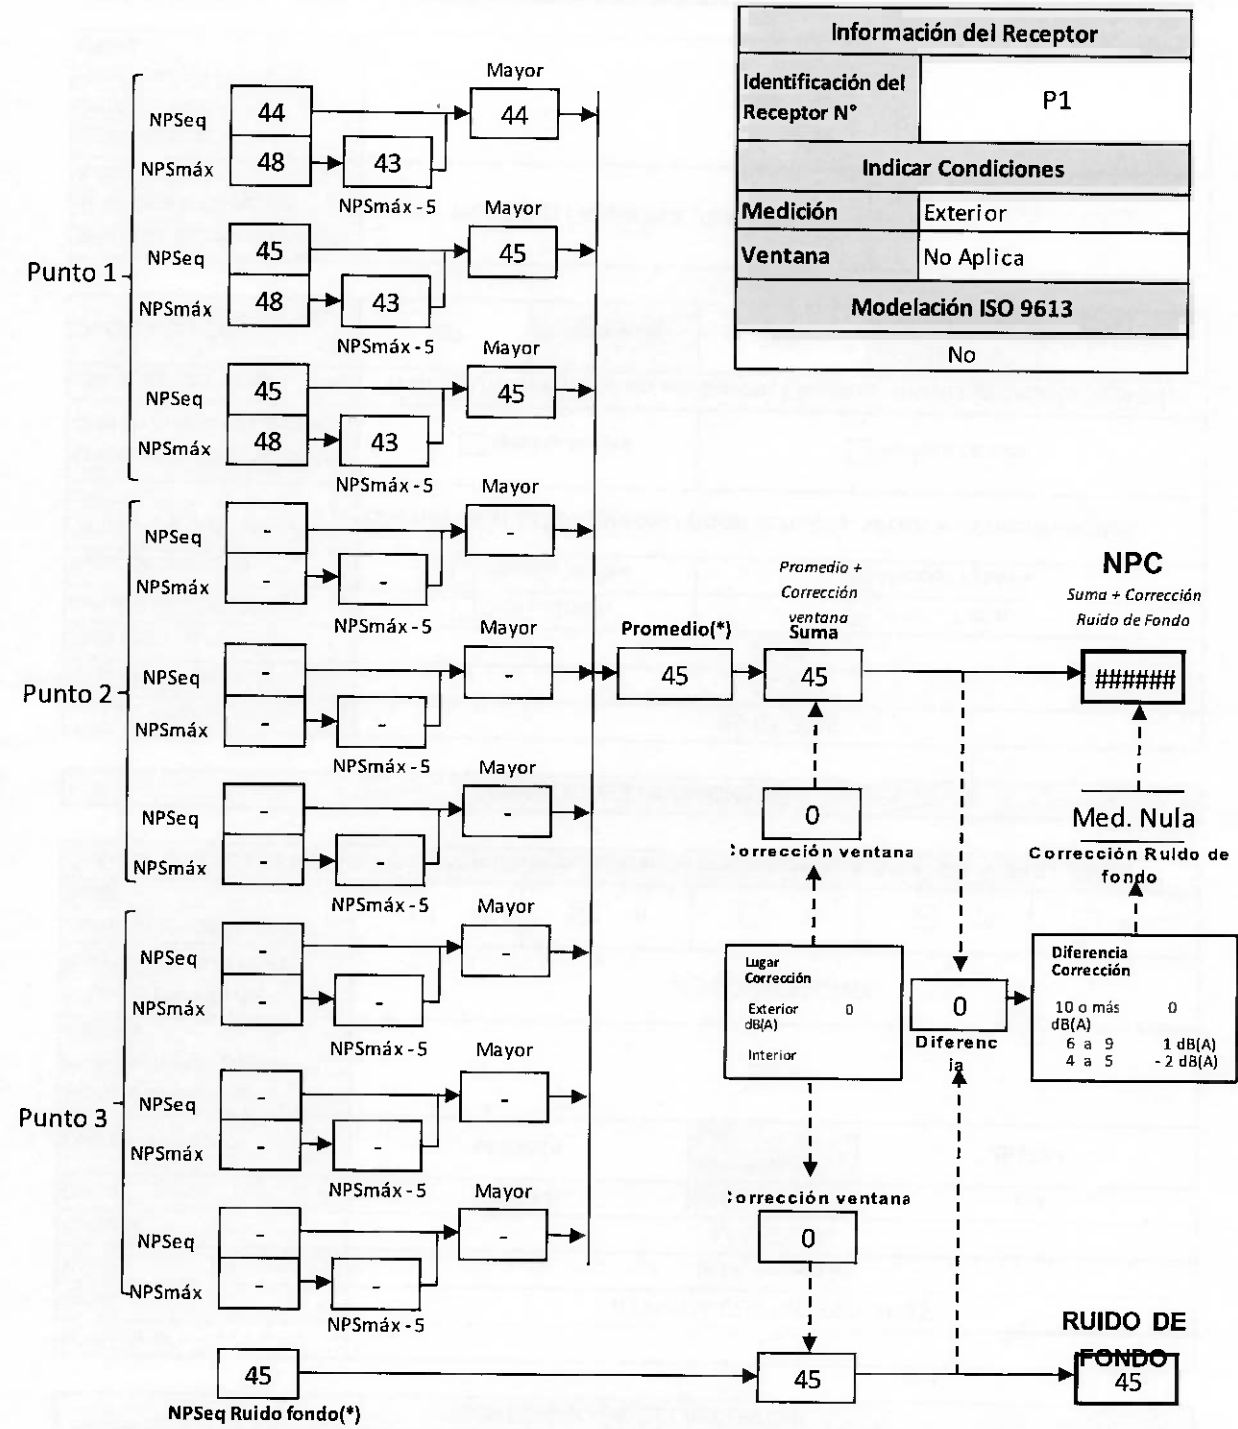 Información del Receptor
Identificación del
Receptor N°
P1
Indicar Condiciones
Medición
Exterior
Ventana
No Aplica
Modelación ISO 9613
No
Punto 1
NPSeq
44
Mayor
44
NPSmáx
48
43
NPSmáx - 5
NPSeq
45
Mayor
45
NPSmáx
48
43
NPSmáx - 5
NPSeq
45
Mayor
45
NPSmáx
48
43
NPSmáx - 5
Punto 2
NPSeq
-
Mayor
-
NPSmáx
-
-
NPSmáx - 5
NPSeq
-
Mayor
-
NPSmáx
-
-
NPSmáx - 5
NPSeq
-
Mayor
-
NPSmáx
-
-
NPSmáx - 5
Punto 3
NPSeq
-
Mayor
-
NPSmáx
-
-
NPSmáx - 5
NPSeq
-
Mayor
-
NPSmáx
-
-
NPSmáx - 5
NPSeq
-
Mayor
-
NPSmáx
-
-
NPSmáx - 5
Promedio(*)
45
Promedio +
Corrección
ventana
Suma
45
NPC
Suma + Corrección
Ruido de Fondo
######
0
Corrección ventana
Med. Nula
Corrección Ruido de
fondo
Lugar
Corrección
Exterior 0
dB(A)
Interior
0
Diferenc
ia
Diferencia
Corrección
10 o más 0
dB(A)
6 a 9 1 dB(A)
4 a 5 - 2 dB(A)
Corrección ventana
0
45
NPSeq Ruido fondo(*)
45
RUIDO DE
FONDO
45